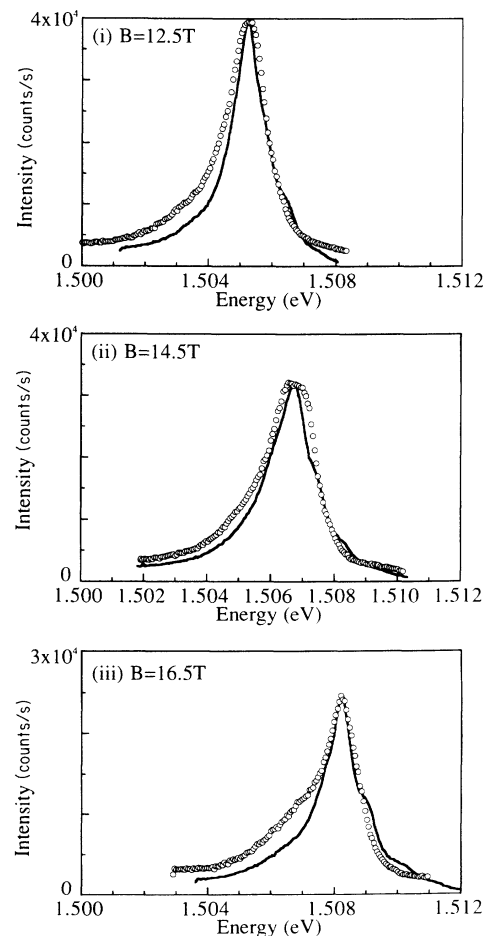 4x10⁴
(i) B=12.5T
Intensity (counts/s)
0
1.500 1.504 1.508 1.512
Energy (eV)
4x10⁴
(ii) B=14.5T
Intensity (counts/s)
0
1.500 1.502 1.504 1.506 1.508 1.510 1.512
Energy (eV)
3x10⁴
(iii) B=16.5T
Intensity (counts/s)
0
1.500 1.504 1.508 1.512
Energy (eV)